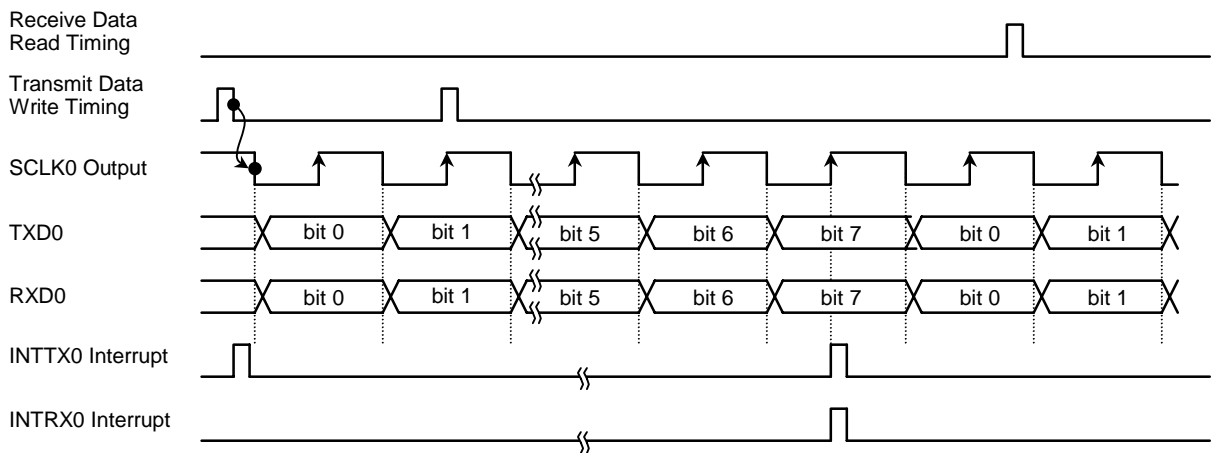 Receive Data
Read Timing
Transmit Data
Write Timing
SCLK0 Output
TXD0
bit 0 bit 1 bit 5 bit 6 bit 7 bit 0 bit 1
RXD0
bit 0 bit 1 bit 5 bit 6 bit 7 bit 0 bit 1
INTTX0 Interrupt
INTRX0 Interrupt